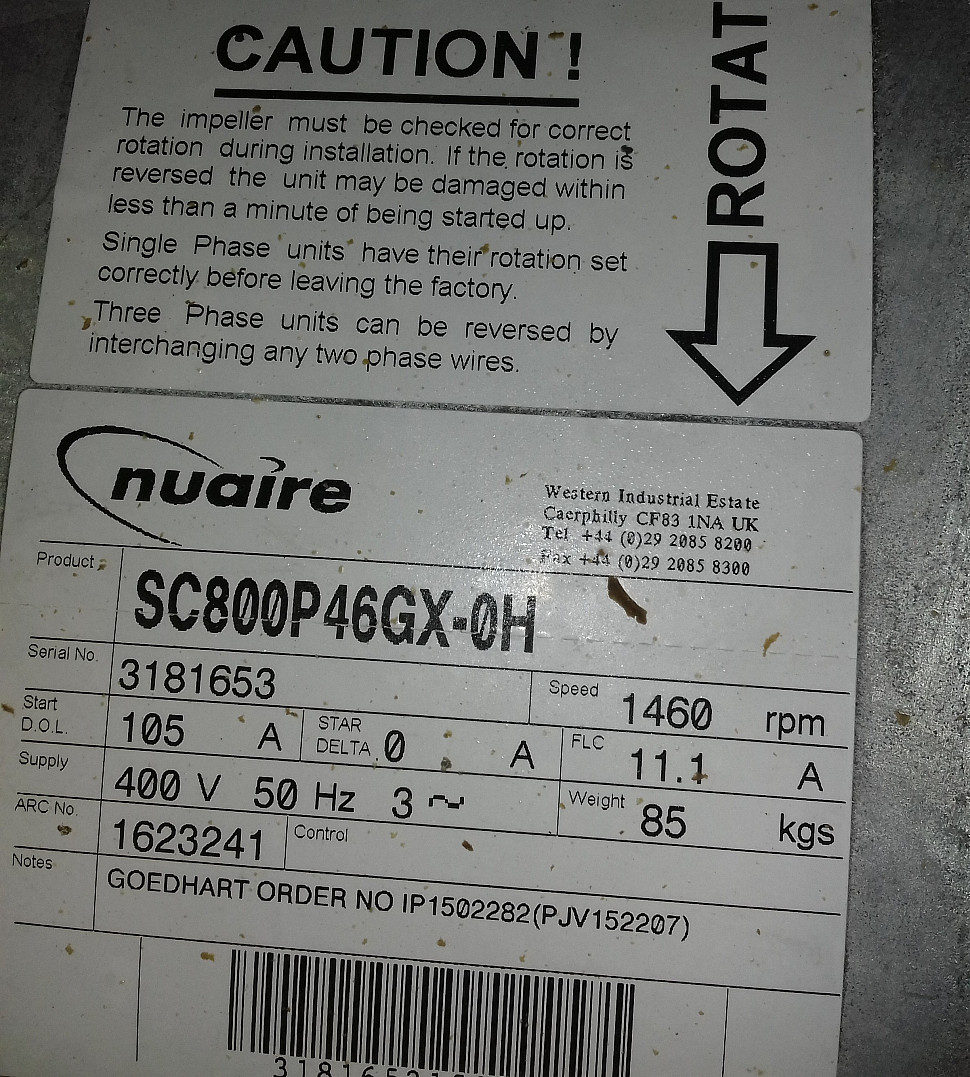 CAUTION !
The impeller must be checked for correct
rotation during installation. If the rotation is
reversed the unit may be damaged within
less than a minute of being started up.
Single Phase units have their rotation set
correctly before leaving the factory.
Three Phase units can be reversed by
interchanging any two phase wires.
ROTAT
nuaire
Western Industrial Estate
Caerphilly CF83 1NA UK
Tel +44 (0)29 2085 8200
Fax +44 (0)29 2085 8300
Product
SC800P46GX-0H
Serial No. 3181653 Speed 1460 rpm
Start D.O.L. 105 A STAR DELTA 0 A FLC 11.1 A
Supply 400 V 50 Hz 3 ~ Weight 85 kgs
ARC No. 1623241 Control
Notes GOEDHART ORDER NO IP1502282(PJV152207)